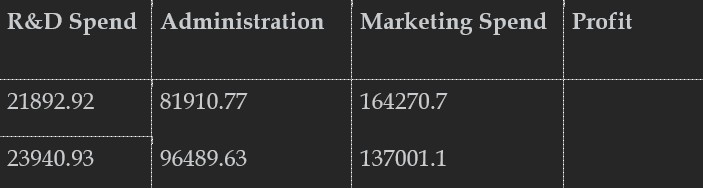 R&D Spend Administration Marketing Spend Profit
21892.92 81910.77 164270.7
23940.93 96489.63 137001.1